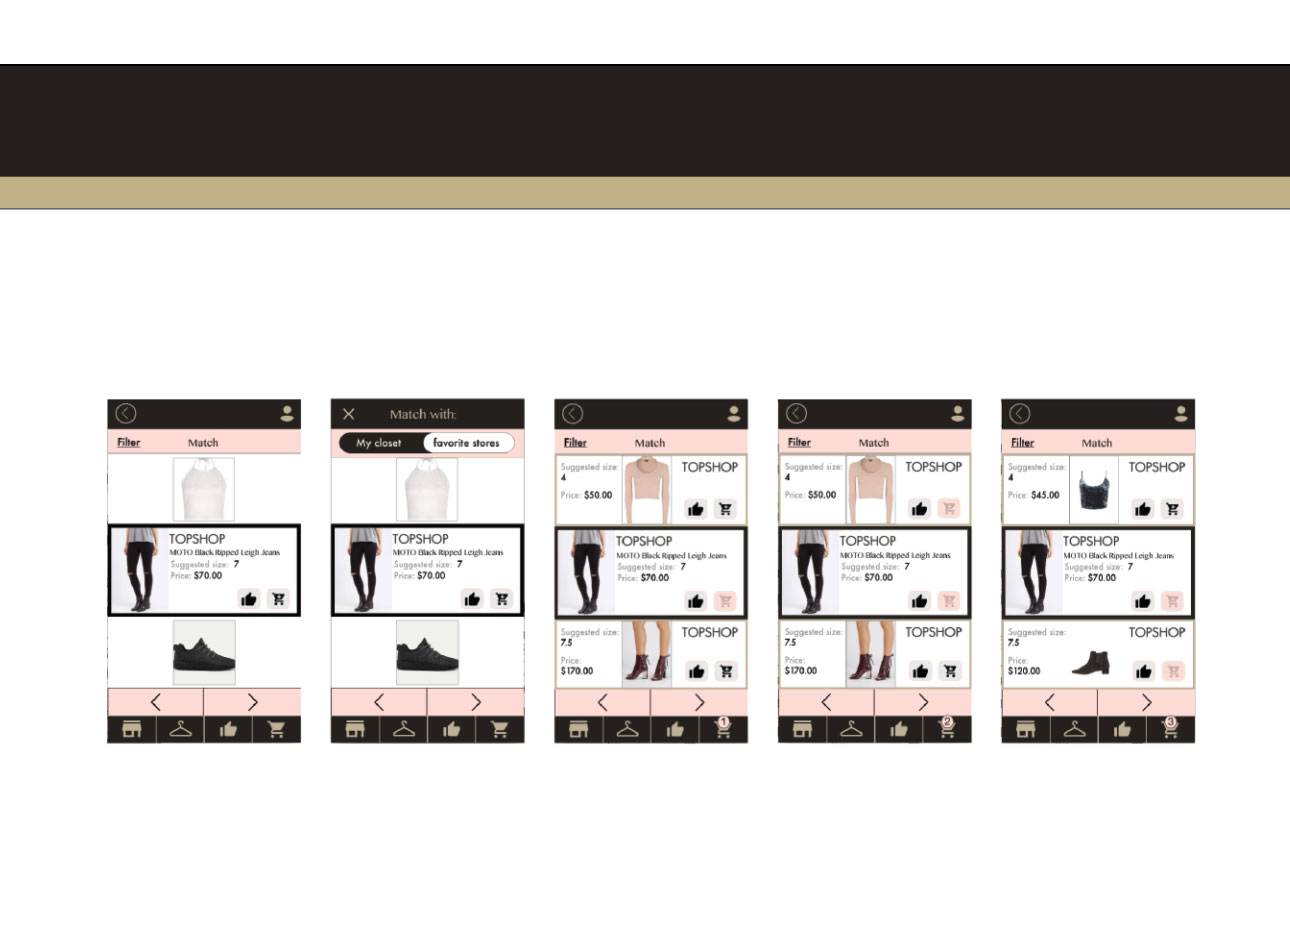 Filter Match
TOPSHOP
MOTO Black Ripped Leigh Jeans
Suggested size: 7
Price: $70.00
Match with:
My closet favorite stores
TOPSHOP
MOTO Black Ripped Leigh Jeans
Suggested size: 7
Price: $70.00
Filter Match
Suggested size:
4
Price: $50.00
TOPSHOP
TOPSHOP
MOTO Black Ripped Leigh Jeans
Suggested size: 7
Price: $70.00
Suggested size:
7.5
Price:
$170.00
TOPSHOP
1
Filter Match
Suggested size:
4
Price: $50.00
TOPSHOP
TOPSHOP
MOTO Black Ripped Leigh Jeans
Suggested size: 7
Price: $70.00
Suggested size:
7.5
Price:
$170.00
TOPSHOP
2
Filter Match
Suggested size:
4
Price: $45.00
TOPSHOP
TOPSHOP
MOTO Black Ripped Leigh Jeans
Suggested size: 7
Price: $70.00
Suggested size:
7.5
Price:
$120.00
TOPSHOP
3